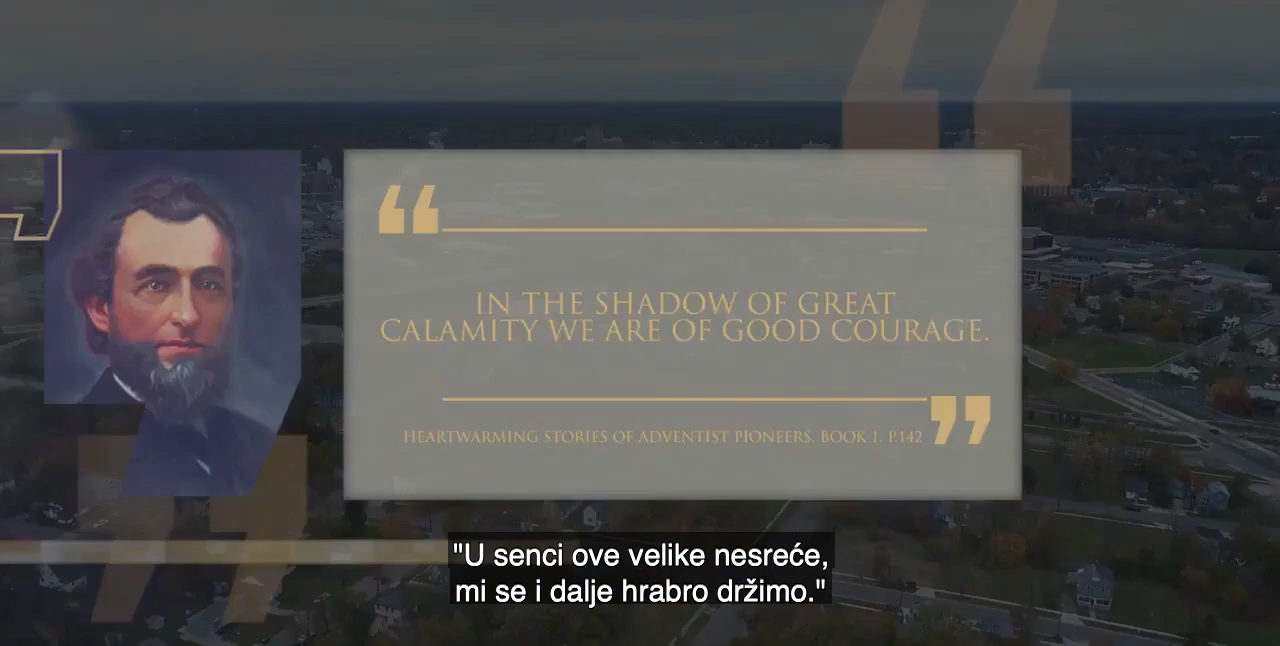 IN THE SHADOW OF GREAT
CALAMITY WE ARE OF GOOD COURAGE.
HEARTWARMING STORIES OF ADVENTIST PIONEERS, BOOK 1, P.142
"U senci ove velike nesreće,
mi se i dalje hrabro držimo."